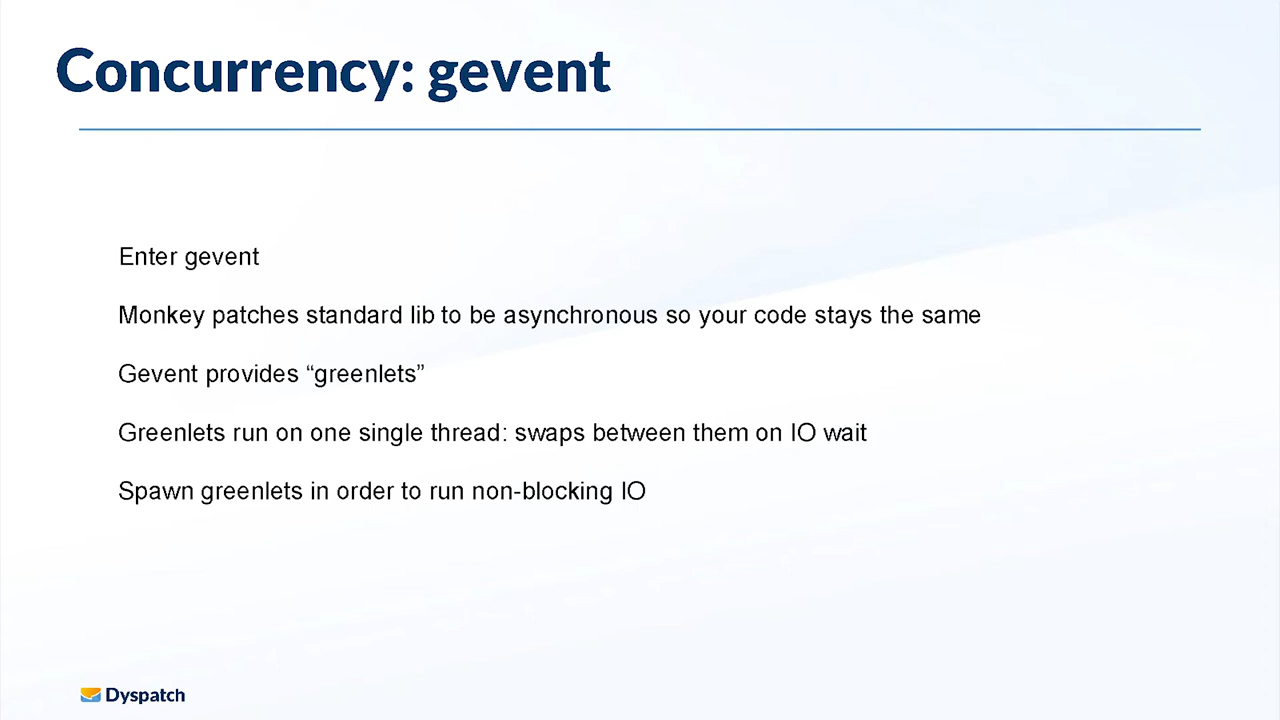 Concurrency: gevent
Enter gevent
Monkey patches standard lib to be asynchronous so your code stays the same
Gevent provides “greenlets”
Greenlets run on one single thread: swaps between them on IO wait
Spawn greenlets in order to run non-blocking IO
Dyspatch